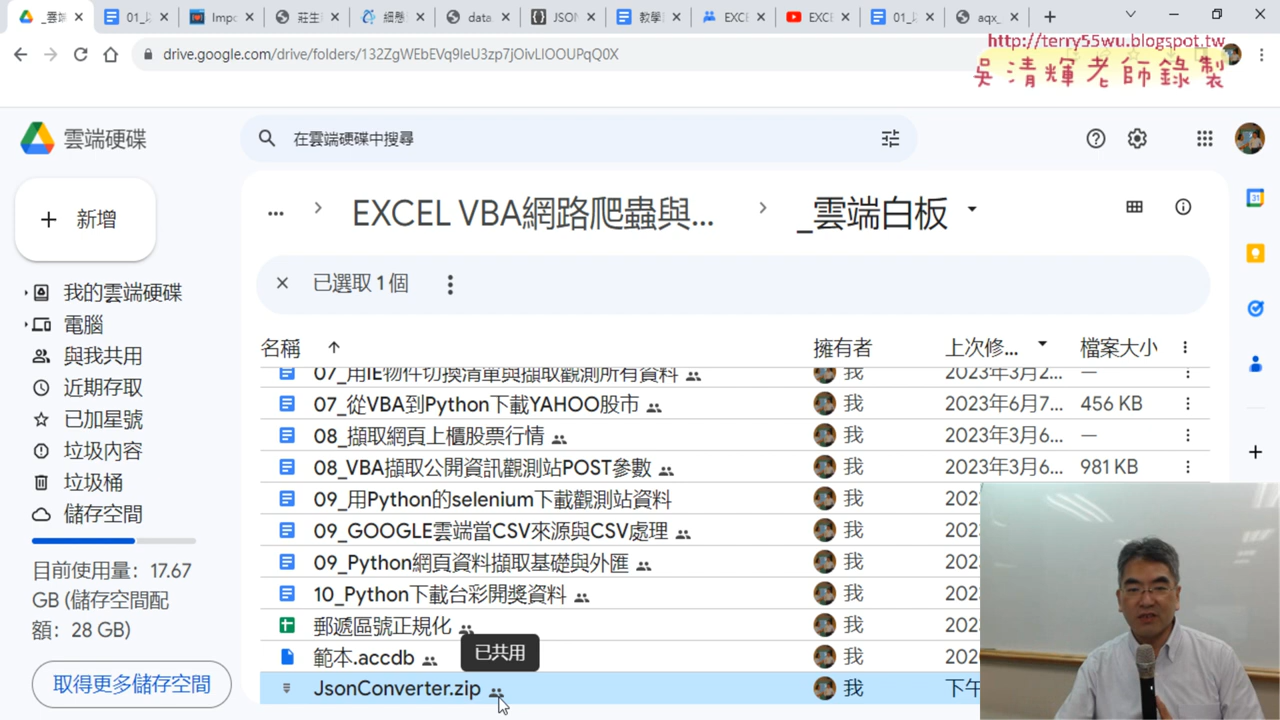 _雲端
01_
Impo
莊生
細懸
data
JSON
教學
EXCE
EXCE
01_
aqx_
drive.google.com/drive/folders/132ZgWEbEVq9IeU3zp7jOivLIOOUPqQ0X
http://terry55wu.blogspot.tw
吳清輝老師錄製
雲端硬碟
在雲端硬碟中搜尋
新增
... > EXCEL VBA網路爬蟲與... > _雲端白板
已選取 1 個
我的雲端硬碟
電腦
與我共用
近期存取
已加星號
垃圾內容
垃圾桶
儲存空間
目前使用量：17.67
GB (儲存空間配
額：28 GB)
取得更多儲存空間
名稱 擁有者 上次修... 檔案大小
07_用IE物件切換清單與擷取觀測所有資料 我 2023年3月2... —
07_從VBA到Python下載YAHOO股市 我 2023年6月7... 456 KB
08_擷取網頁上櫃股票行情 我 2023年3月6... —
08_VBA擷取公開資訊觀測站POST參數 我 2023年3月6... 981 KB
09_用Python的selenium下載觀測站資料 我 202
09_GOOGLE雲端當CSV來源與CSV處理 我 202
09_Python網頁資料擷取基礎與外匯 我 202
10_Python下載台彩開獎資料 我 202
郵遞區號正規化 我 202
已共用
範本.accdb 我 202
JsonConverter.zip 我 下午